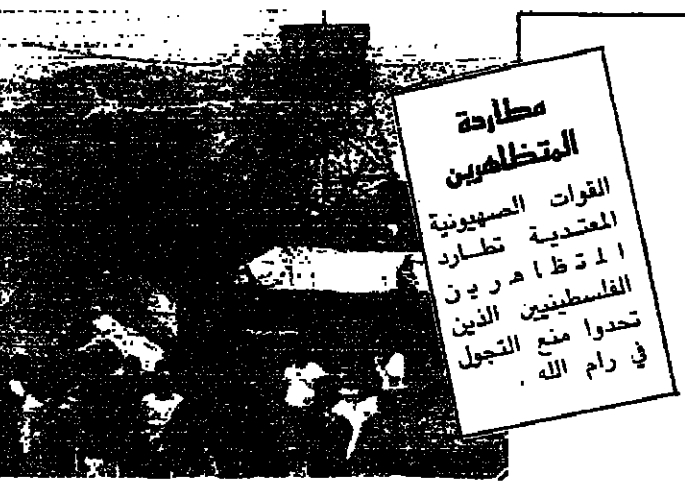 مطاردة
المتظاهرين
القوات الصهيونية
المعتدية تطارد
المتظاهرين
الفلسطينيين الذين
تحدوا منع التجول
في رام الله .